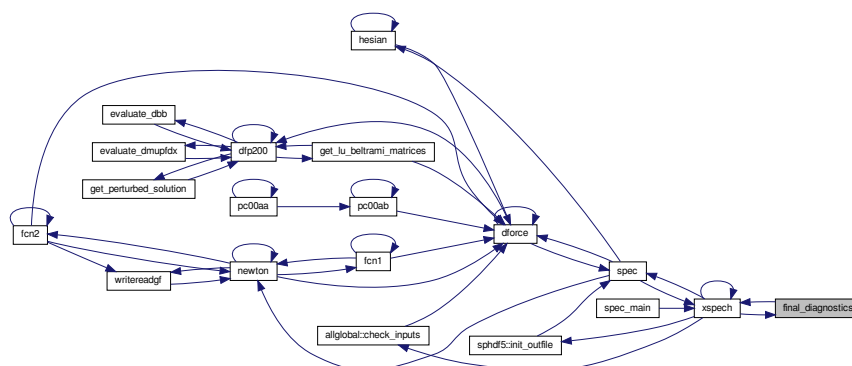 hesian
evaluate_dbb
evaluate_dmupfdx
dfp200
get_lu_beltrami_matrices
get_perturbed_solution
pc00aa
pc00ab
fcn2
dforce
fcn1
newton
writereadgf
spec
spec_main
xspech
final_diagnostics
allglobal::check_inputs
sphdf5::init_outfile